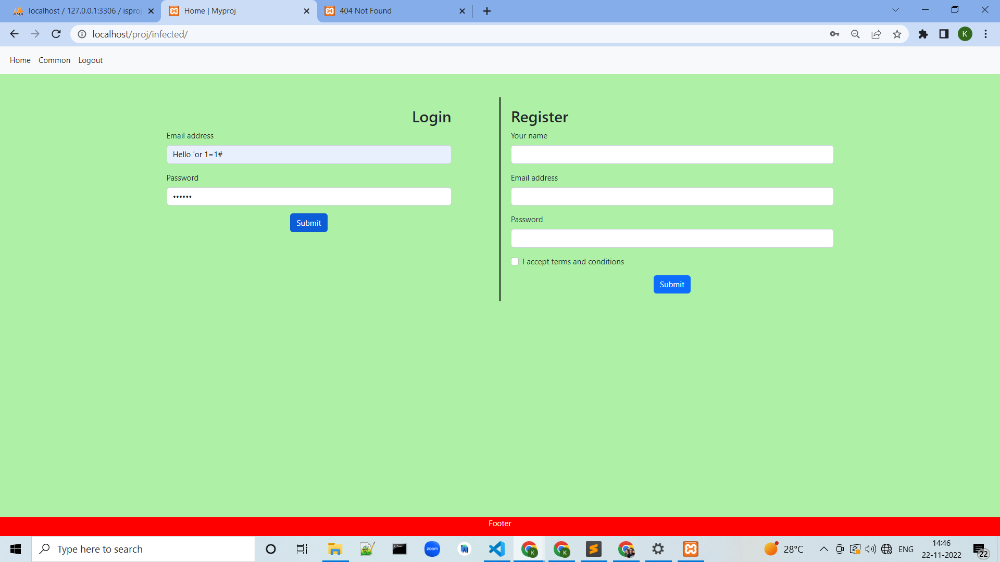 localhost / 127.0.0.1:3306 / isproj
Home | Myproj
404 Not Found
localhost/proj/infected/
K
Home Common Logout
Login
Email address
Hello 'or 1=1#
Password
Submit
Register
Your name
Email address
Password
I accept terms and conditions
Submit
Footer
Type here to search
zoom
28°C
ENG
14:46
22-11-2022
22